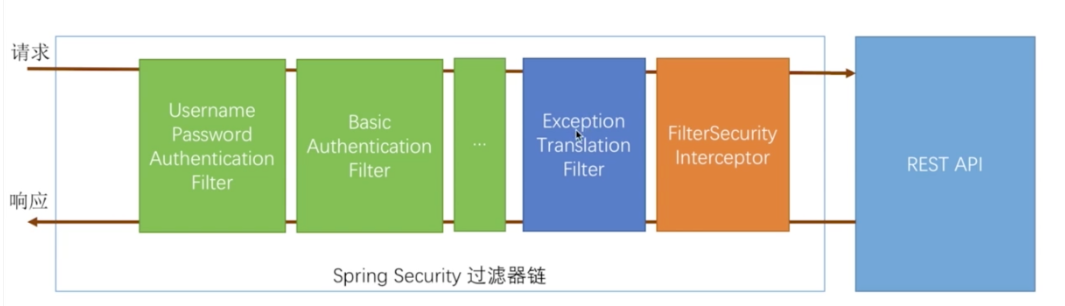 请求
Username
Password
Authentication
Filter
Basic
Authentication
Filter
...
Exception
Translation
Filter
FilterSecurity
Interceptor
REST API
响应
Spring Security 过滤器链